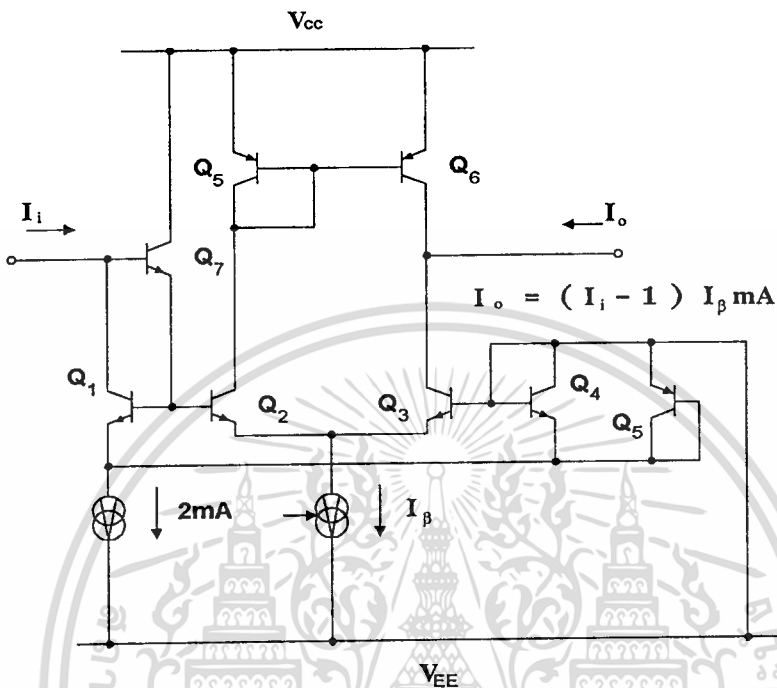 Vcc
Q5
Q6
Ii
Io
Q7
Io = ( Ii - 1 ) Iβ mA
Q1
Q2
Q3
Q4
Q5
2mA
Iβ
VEE